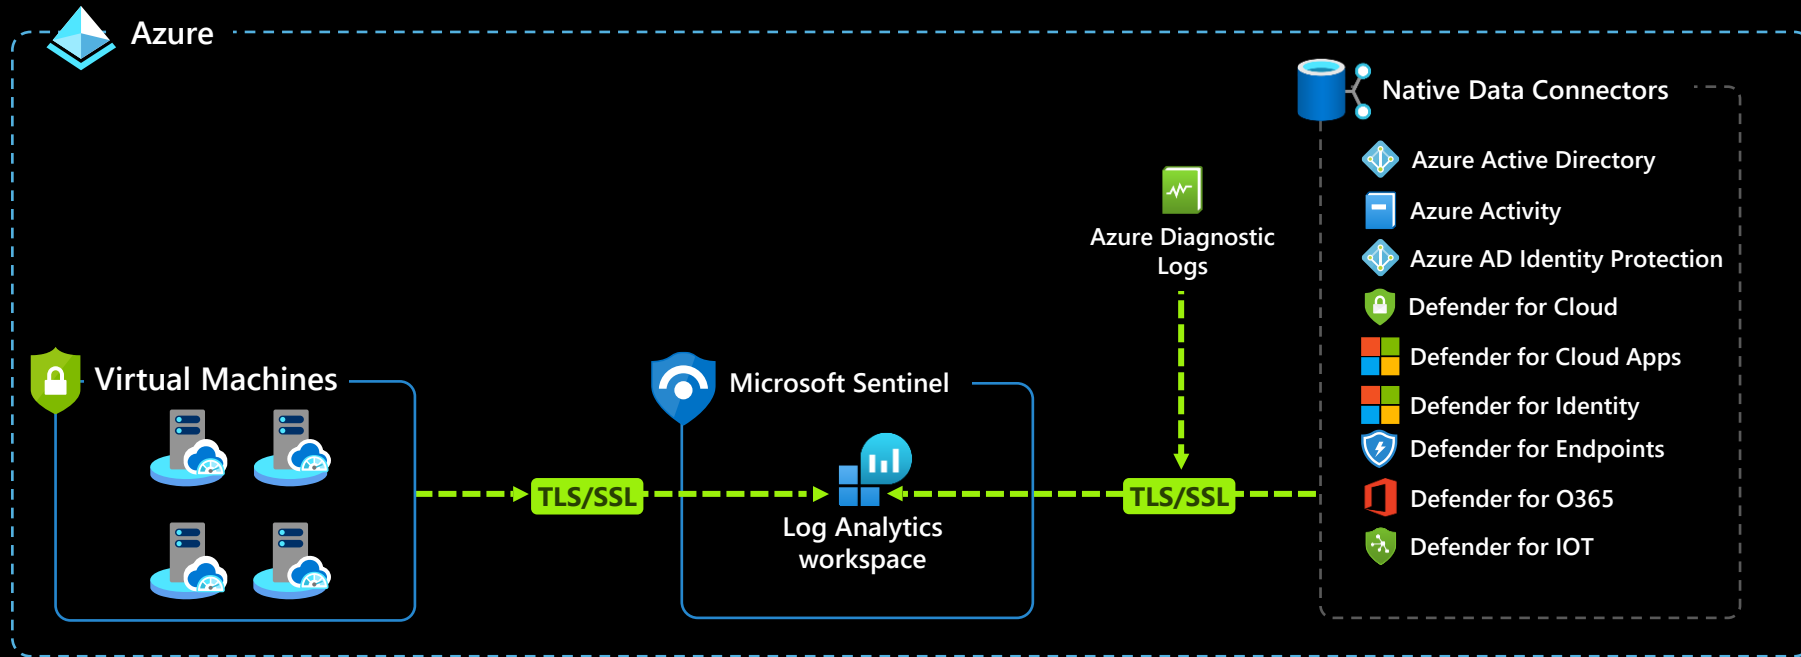 Azure
Native Data Connectors
Azure Active Directory
Azure Activity
Azure AD Identity Protection
Defender for Cloud
Defender for Cloud Apps
Defender for Identity
Defender for Endpoints
Defender for O365
Defender for IOT
Azure Diagnostic
Logs
Virtual Machines
Microsoft Sentinel
TLS/SSL
TLS/SSL
Log Analytics
workspace